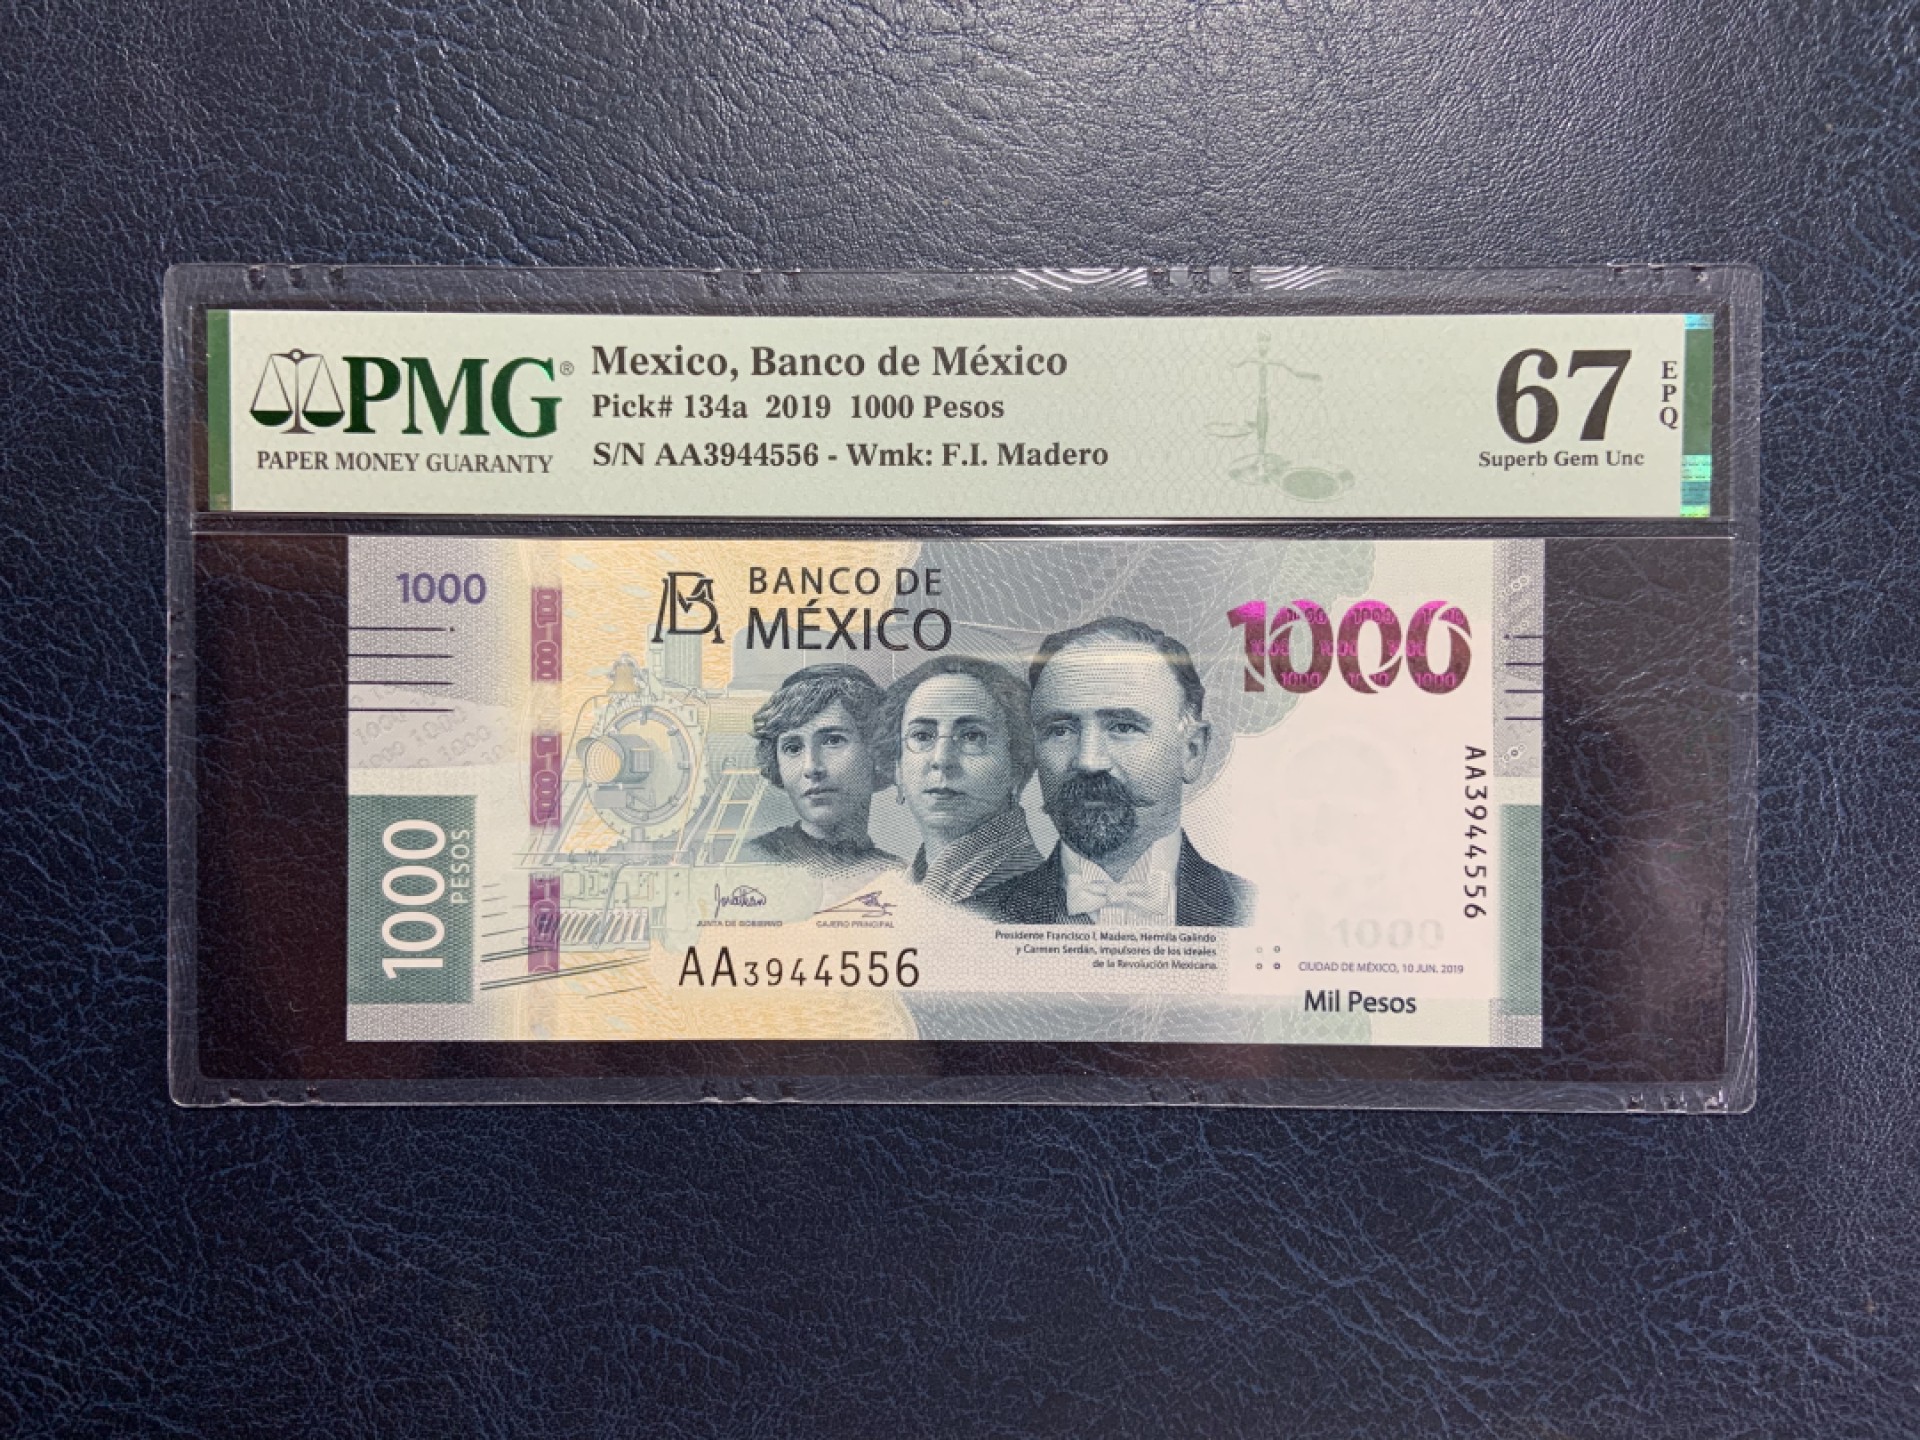 PMG®
PAPER MONEY GUARANTY
Mexico, Banco de México
Pick# 134a 2019 1000 Pesos
S/N AA3944556 - Wmk: F.I. Madero
67
EPQ
Superb Gem Unc
1000
BM
BANCO DE
MÉXICO
1000
1000 PESOS
AA3944556
JUNTA DE GOBIERNO
CAJERO PRINCIPAL
AA3944556
Presidente Francisco I. Madero, Hermila Galindo
y Carmen Serdán, impulsores de los ideales
de la Revolución Mexicana.
1000
CIUDAD DE MÉXICO, 10 JUN. 2019
Mil Pesos